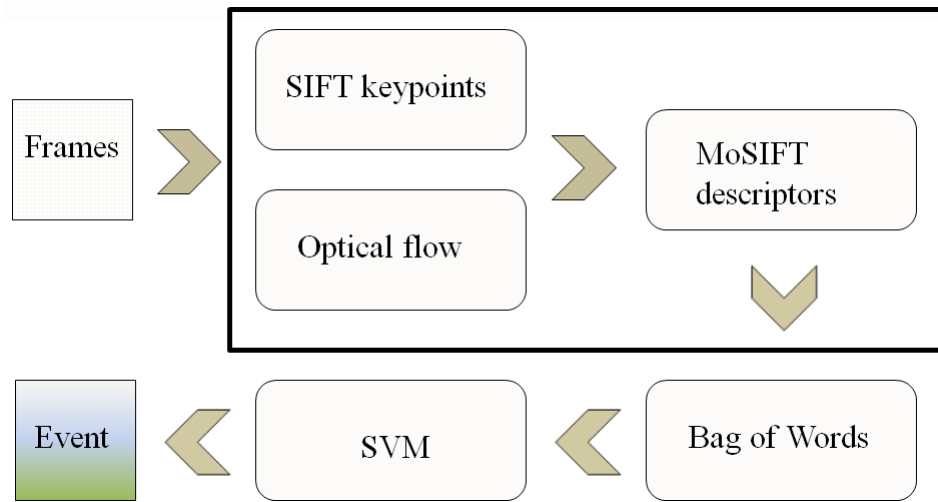 SIFT keypoints
Frames
MoSIFT
descriptors
Optical flow
Event
SVM
Bag of Words